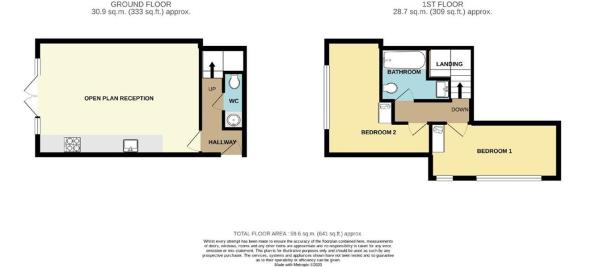 GROUND FLOOR
30.9 sq.m. (333 sq.ft.) approx.
1ST FLOOR
28.7 sq.m. (309 sq.ft.) approx.
OPEN PLAN RECEPTION
UP
WC
HALLWAY
BATHROOM
LANDING
DOWN
BEDROOM 2
BEDROOM 1
TOTAL FLOOR AREA : 59.6 sq.m. (641 sq.ft.) approx.
Whilst every attempt has been made to ensure the accuracy of the floorplan contained here, measurements
of doors, windows, rooms and any other items are approximate and no responsibility is taken for any error,
omission or mis-statement. This plan is for illustrative purposes only and should be used as such by any
prospective purchaser. The services, systems and appliances shown have not been tested and no guarantee
as to their operability or efficiency can be given.
Made with Metropix ©2020